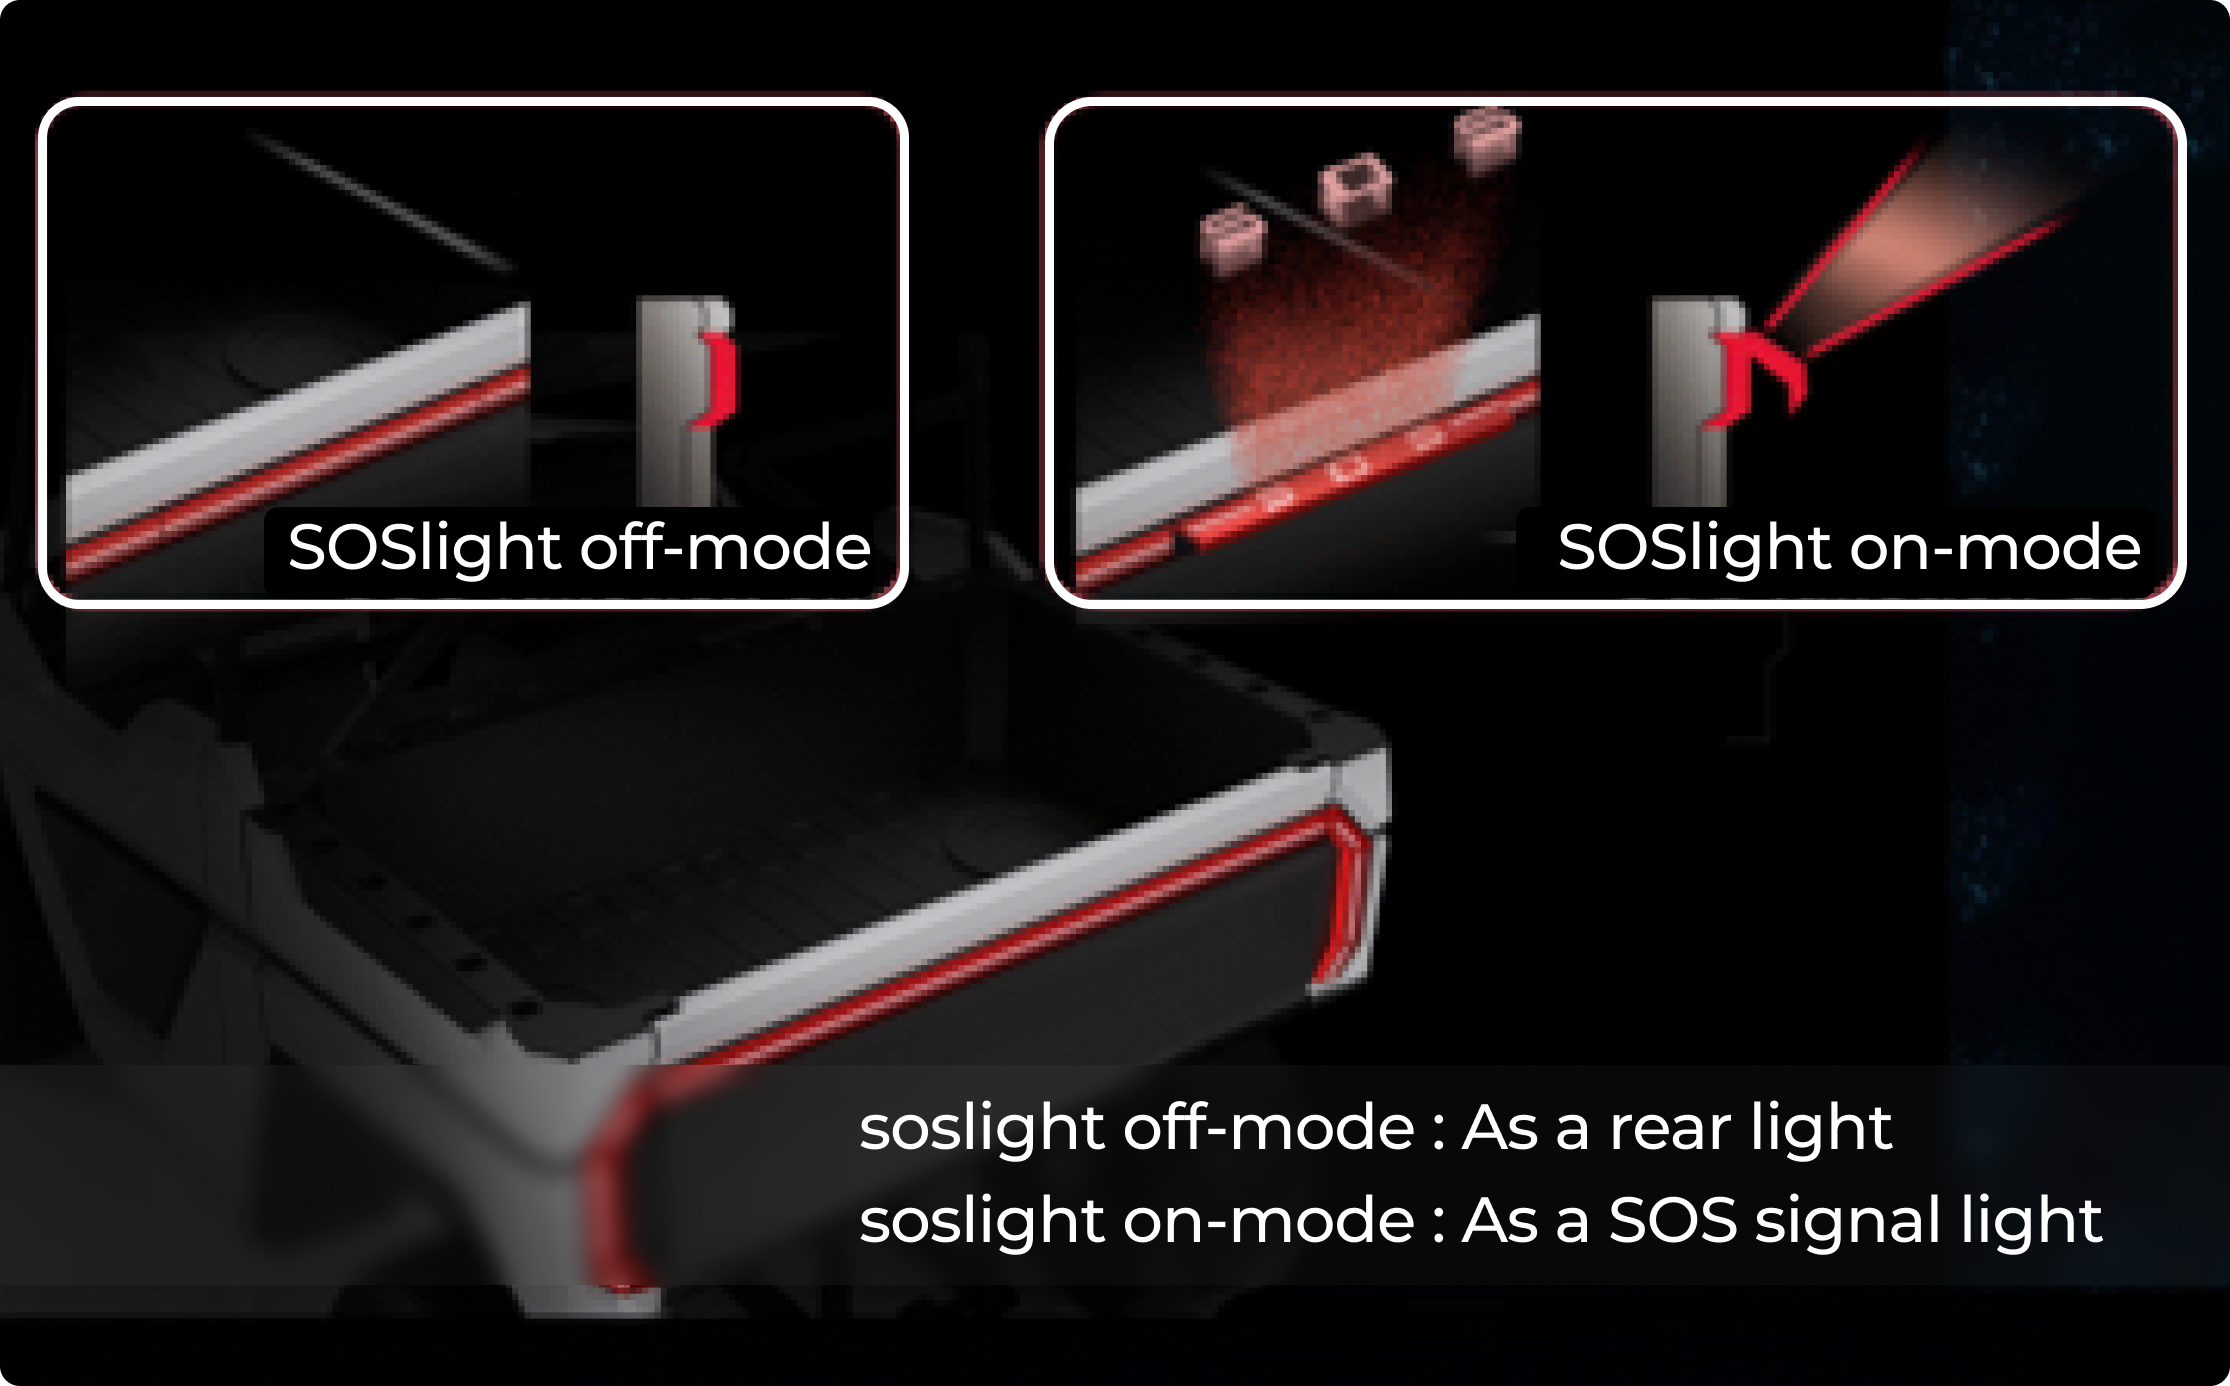 SOSlight off-mode
SOSlight on-mode
soslight off-mode : As a rear light
soslight on-mode : As a SOS signal light